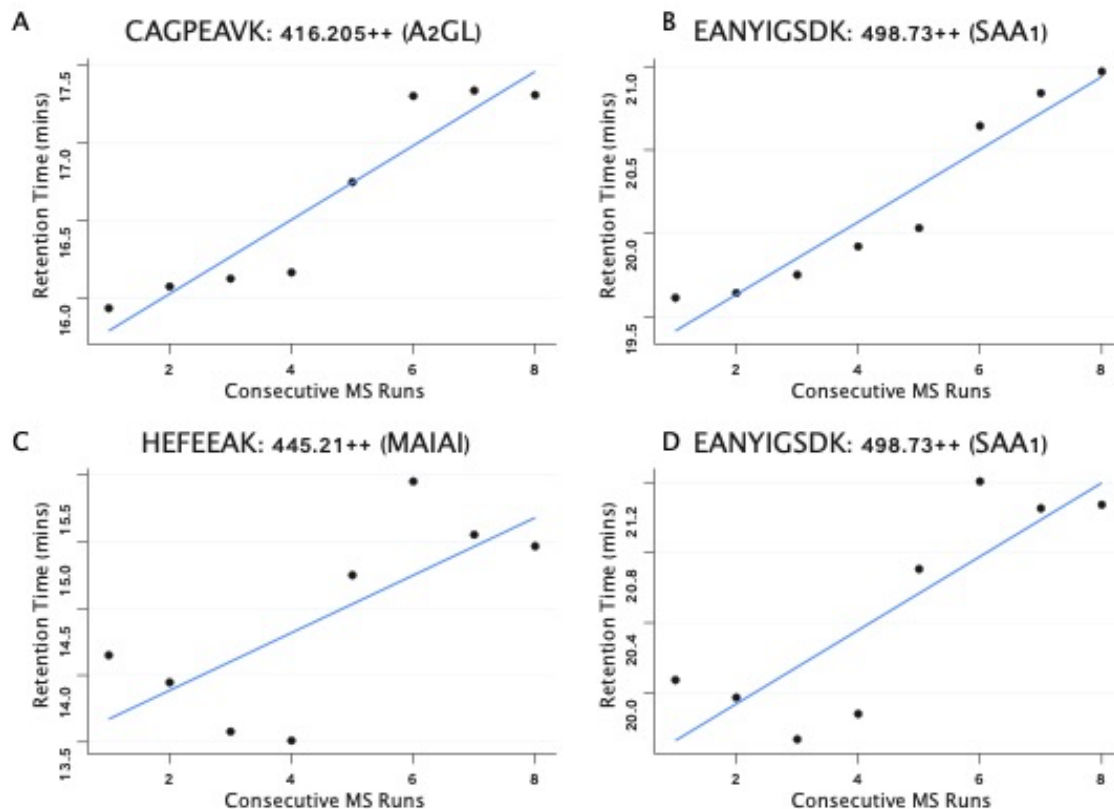 A
CAGPEAVK: 416.205++ (A2GL)
Retention Time (mins)
17.5
17.0
16.5
16.0
2
4
6
8
Consecutive MS Runs
B
EANYIGSDK: 498.73++ (SAA1)
Retention Time (mins)
21.0
20.5
20.0
19.5
2
4
6
8
Consecutive MS Runs
C
HEFEEAK: 445.21++ (MAIAI)
Retention Time (mins)
15.5
15.0
14.5
14.0
13.5
2
4
6
8
Consecutive MS Runs
D
EANYIGSDK: 498.73++ (SAA1)
Retention Time (mins)
21.2
20.8
20.4
20.0
2
4
6
8
Consecutive MS Runs